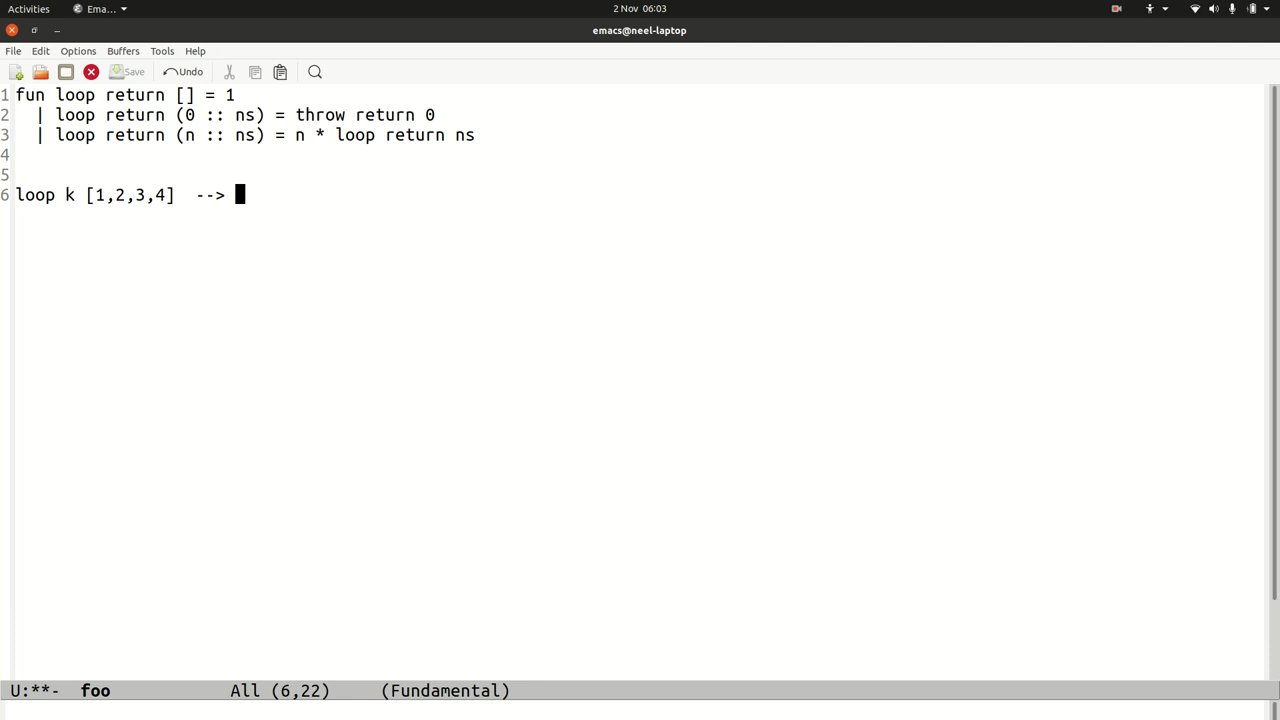 Activities Ema… 2 Nov 06:03
emacs@neel-laptop
File Edit Options Buffers Tools Help
Save Undo
1 fun loop return [] = 1
2   | loop return (0 :: ns) = throw return 0
3   | loop return (n :: ns) = n * loop return ns
4
5
6 loop k [1,2,3,4]  -->
U:**-  foo All (6,22) (Fundamental)